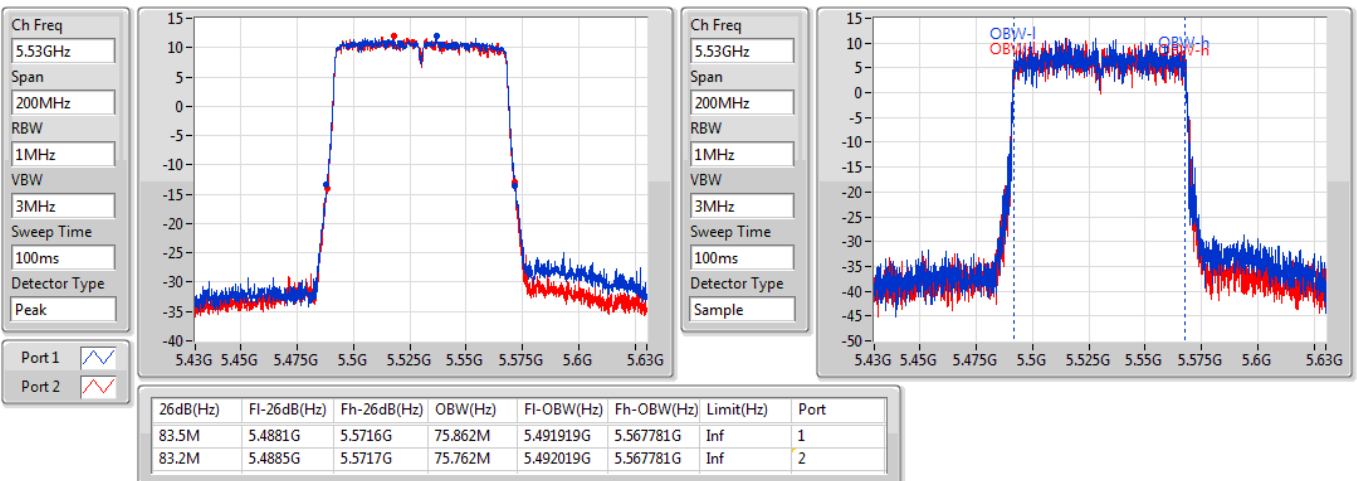 Ch Freq
5.53GHz
Span
200MHz
RBW
1MHz
VBW
3MHz
Sweep Time
100ms
Detector Type
Peak
Port 1
Port 2
15
10
5
0
-5
-10
-15
-20
-25
-30
-35
-40
5.43G 5.45G 5.475G 5.5G 5.525G 5.55G 5.575G 5.6G 5.63G
Ch Freq
5.53GHz
Span
200MHz
RBW
1MHz
VBW
3MHz
Sweep Time
100ms
Detector Type
Sample
15
10
5
0
-5
-10
-15
-20
-25
-30
-35
-40
-45
-50
OBW-l OBW-h
OBW-l OBW-h
5.43G 5.45G 5.475G 5.5G 5.525G 5.55G 5.575G 5.6G 5.63G
26dB(Hz) Fl-26dB(Hz) Fh-26dB(Hz) OBW(Hz) Fl-OBW(Hz) Fh-OBW(Hz) Limit(Hz) Port
83.5M 5.4881G 5.5716G 75.862M 5.491919G 5.567781G Inf 1
83.2M 5.4885G 5.5717G 75.762M 5.492019G 5.567781G Inf 2